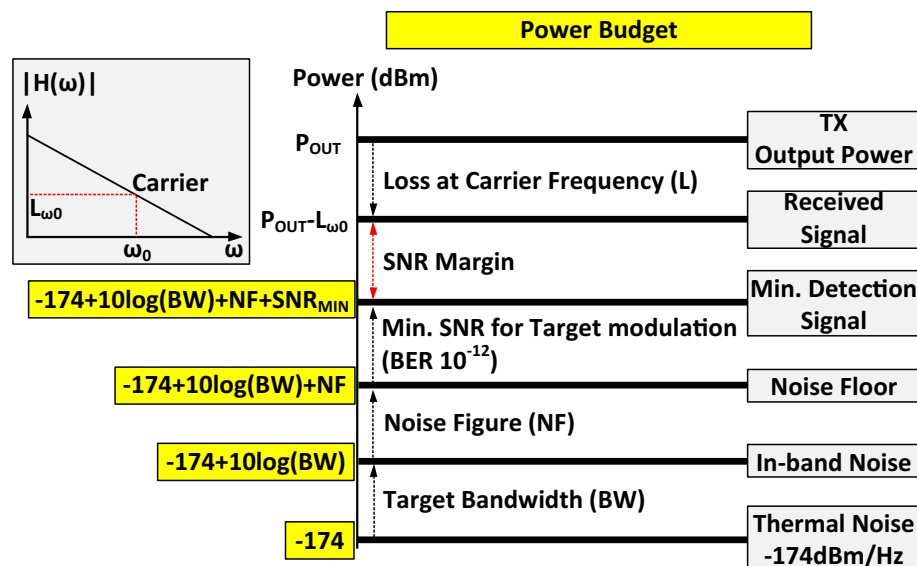 Power Budget
|H(ω)|
Carrier
Lω0
ω0
ω
Power (dBm)
POUT
TX
Output Power
Loss at Carrier Frequency (L)
POUT-Lω0
Received
Signal
SNR Margin
-174+10log(BW)+NF+SNRMIN
Min. Detection
Signal
Min. SNR for Target modulation
(BER 10-12)
-174+10log(BW)+NF
Noise Floor
Noise Figure (NF)
-174+10log(BW)
In-band Noise
Target Bandwidth (BW)
-174
Thermal Noise
-174dBm/Hz